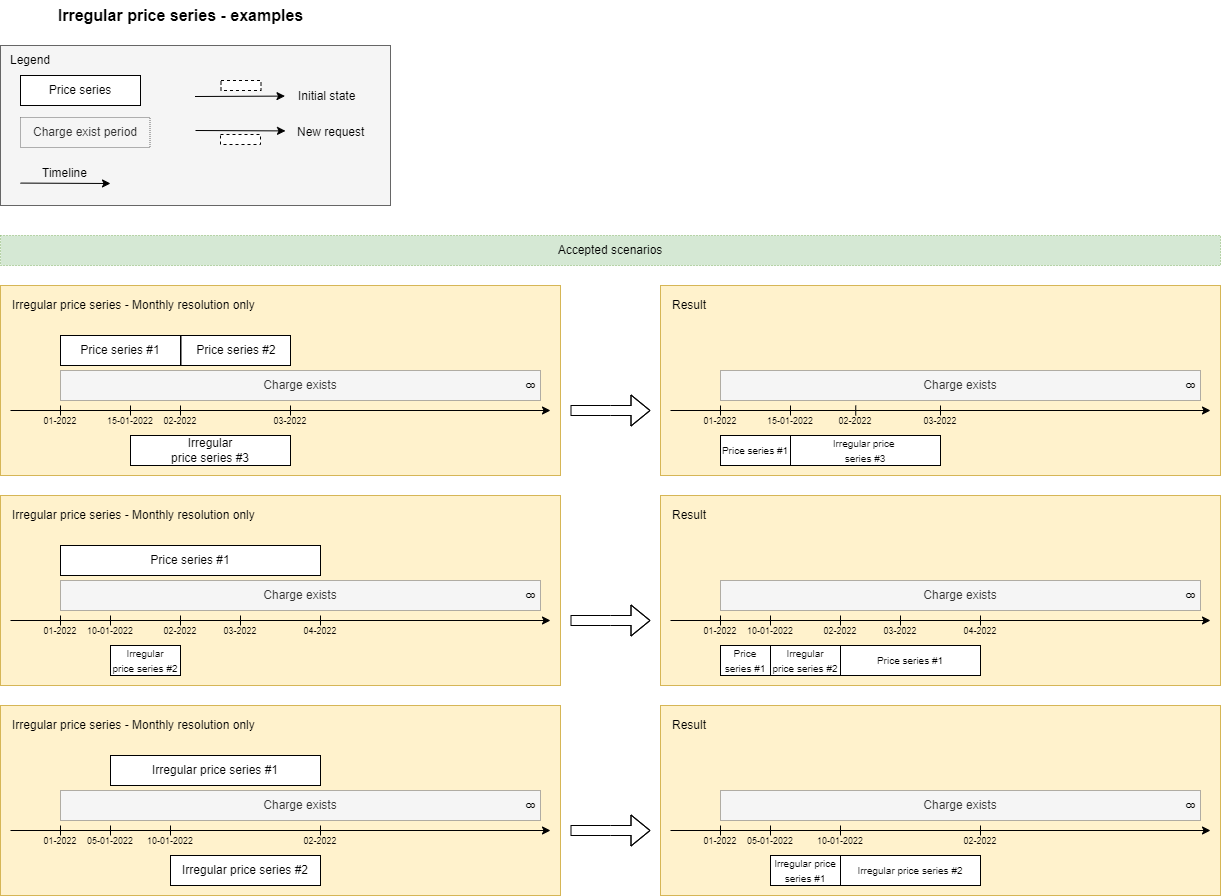 Irregular price series - examples
Legend
Price series
Initial state
Charge exist period
New request
Timeline
Accepted scenarios
Irregular price series - Monthly resolution only
Price series #1
Price series #2
Charge exists
∞
01-2022
15-01-2022
02-2022
03-2022
Irregular
price series #3
Result
Charge exists
∞
01-2022
15-01-2022
02-2022
03-2022
Price series #1
Irregular price
series #3
Irregular price series - Monthly resolution only
Price series #1
Charge exists
∞
01-2022
10-01-2022
02-2022
03-2022
04-2022
Irregular
price series #2
Result
Charge exists
∞
01-2022
10-01-2022
02-2022
03-2022
04-2022
Price
series #1
Irregular
price series #2
Price series #1
Irregular price series - Monthly resolution only
Irregular price series #1
Charge exists
∞
01-2022
05-01-2022
10-01-2022
02-2022
Irregular price series #2
Result
Charge exists
∞
01-2022
05-01-2022
10-01-2022
02-2022
Irregular price
series #1
Irregular price series #2